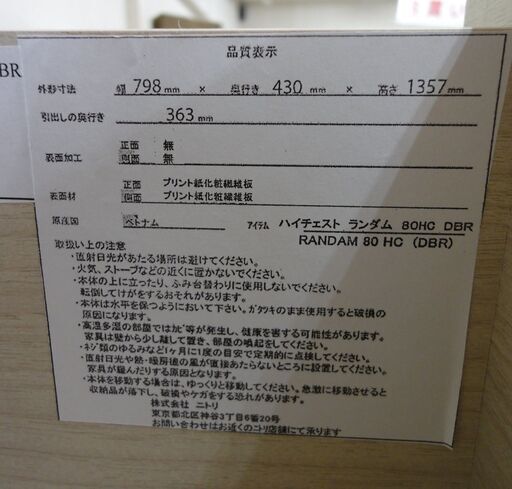 DBR
品質表示
外形寸法 幅 798 mm × 奥行き 430 mm × 高さ 1357 mm
引出しの奥行き 363 mm
表面加工 正面 無
側面 無
表面材 正面 プリント紙化粧繊維板
側面 プリント紙化粧繊維板
原産国 ベトナム アイテム ハイチェスト ランダム 80HC DBR
RANDAM 80 HC (DBR)
取扱い上の注意
・直射日光があたる場所は避けてください。
・火気、ストーブなどの近くに置かないでください。
・本体の上に立ったり、ふみ台替わりに使用しないでください。
転倒してけがをするおそれがあります。
・本体は水平を保つようにおいて下さい。ガタツキのまま使用すると破損の
原因になります。
・高温多湿の部屋ではカビ等が発生し、健康を害する可能性があります。
家具は壁から少し離して置き、部屋の喚起をしてください。
・ネジ類のゆるみなど1ヶ月に1度の目安で定期的に点検してください。
・直射日光や熱・暖房機の風が直接あたらないところに設置してください。
家具が緩んだりする原因となります。
・本体を移動する場合は、ゆっくりと移動してください。急激に移動させると
収納品が落下し、破損やケガをする恐れがあります。
株式会社 ニトリ
東京都北区神谷3丁目6番20号
お問い合わせはお近くのニトリ店舗にて承ります